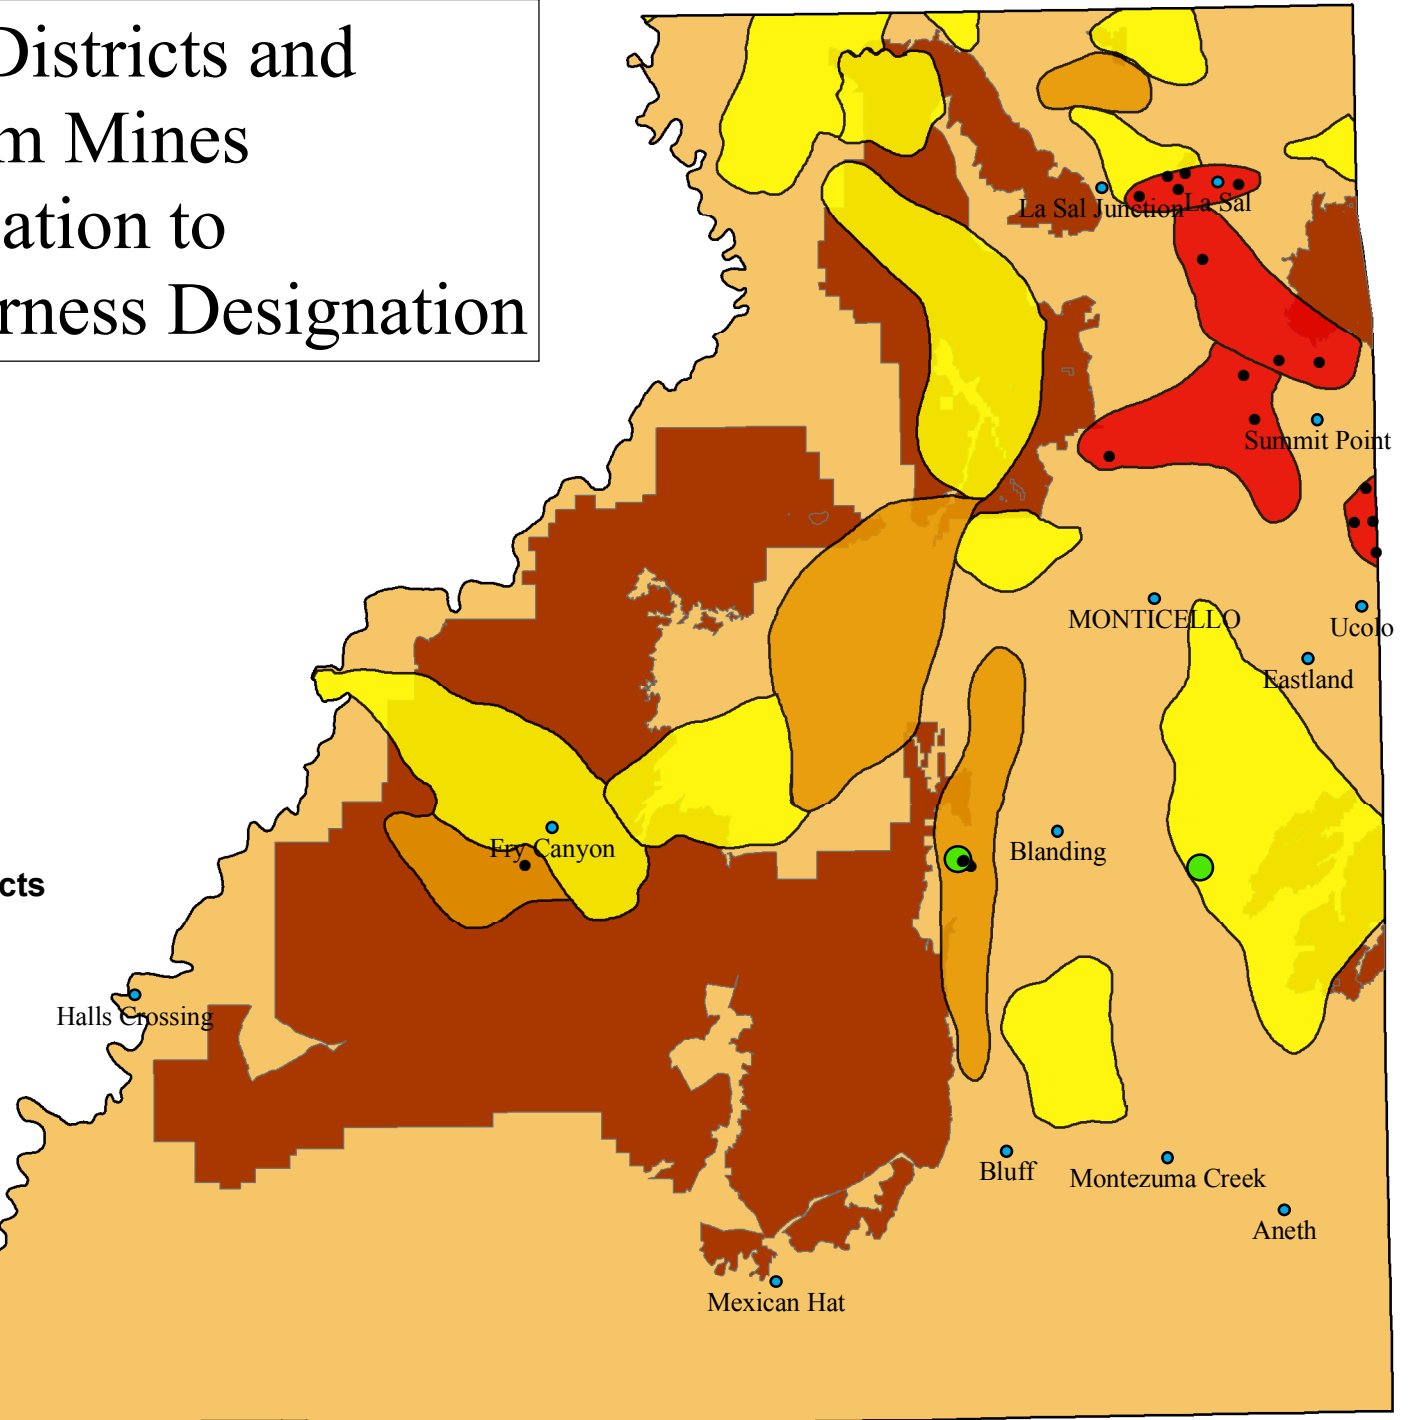 Districts and
m Mines
ation to
rness Designation
La Sal Junction
La Sal
Summit Point
MONTICELLO
Ucolo
Eastland
Fry Canyon
Blanding
cts
Halls Crossing
Bluff
Montezuma Creek
Aneth
Mexican Hat